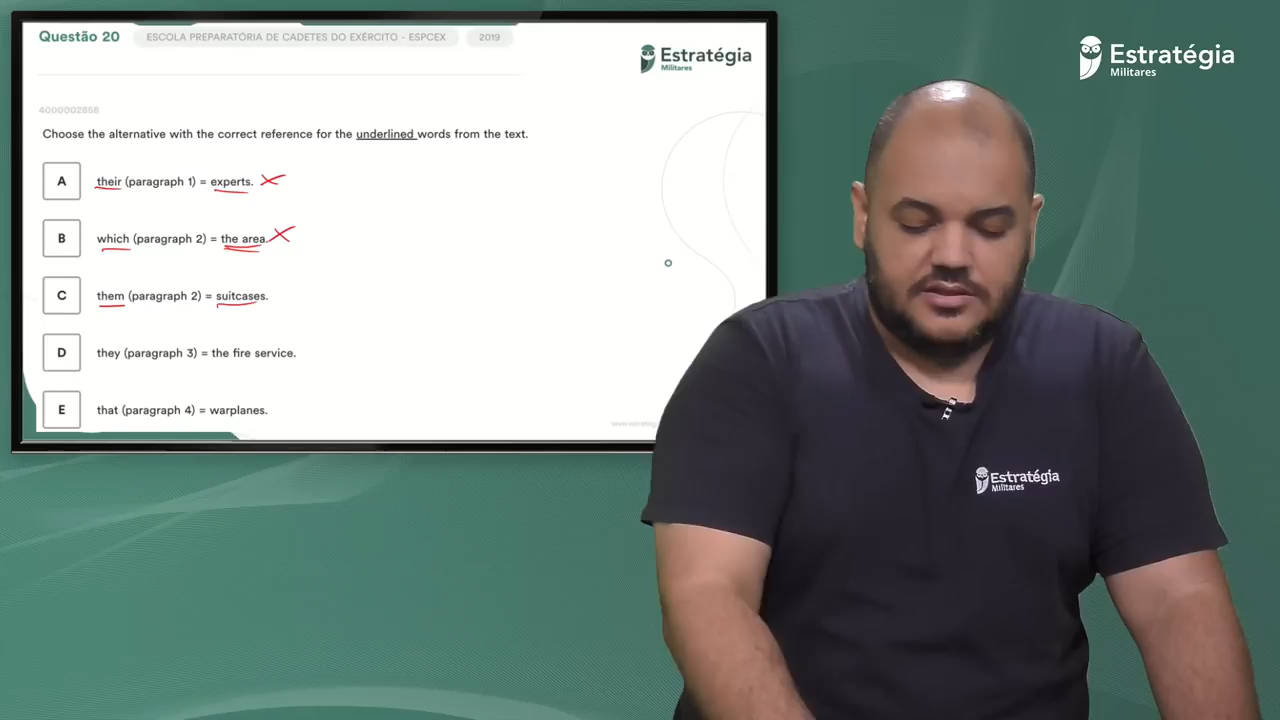 Questão 20 ESCOLA PREPARATÓRIA DE CADETES DO EXÉRCITO - ESPCEX 2019
Estratégia
Militares
Estratégia
Militares
4000002858
Choose the alternative with the correct reference for the underlined words from the text.
A their (paragraph 1) = experts.
B which (paragraph 2) = the area.
C them (paragraph 2) = suitcases.
D they (paragraph 3) = the fire service.
E that (paragraph 4) = warplanes.
Estratégia
Militares